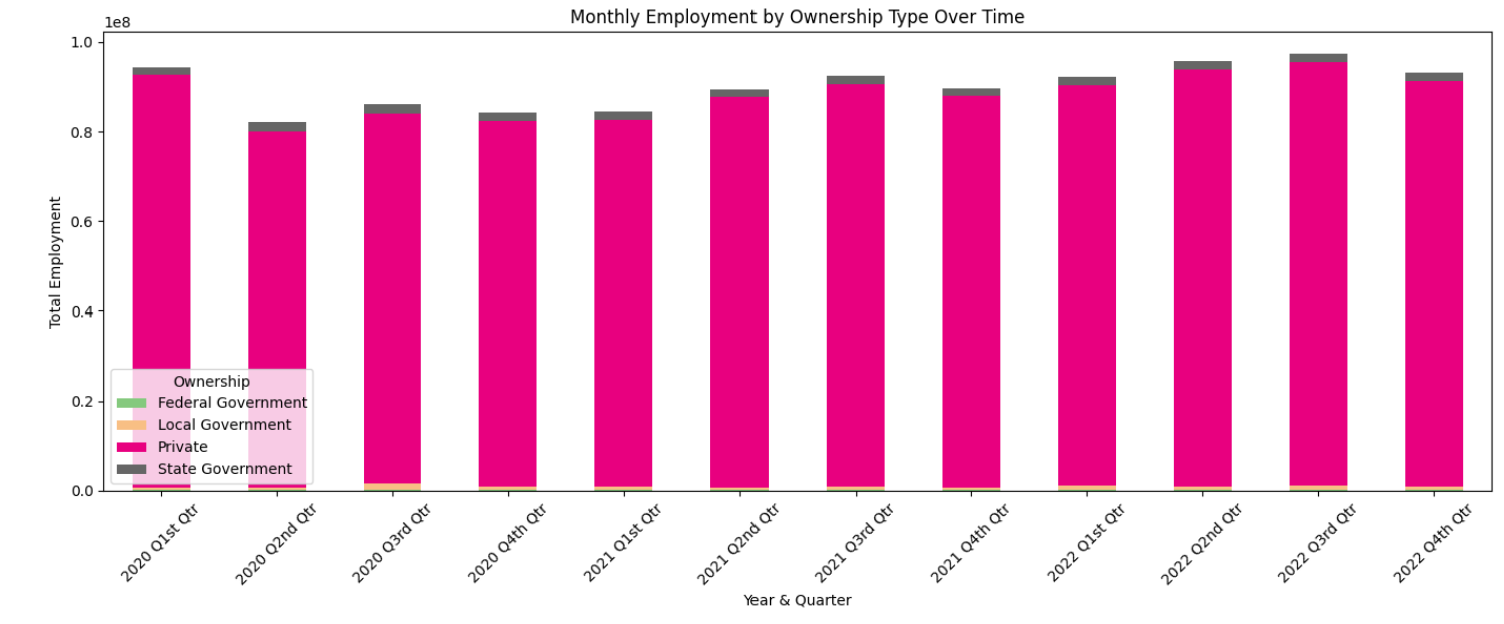 Monthly Employment by Ownership Type Over Time
1e8
1.0
0.8
0.6
0.4
0.2
0.0
Total Employment
Ownership
Federal Government
Local Government
Private
State Government
2020 Q1st Qtr
2020 Q2nd Qtr
2020 Q3rd Qtr
2020 Q4th Qtr
2021 Q1st Qtr
2021 Q2nd Qtr
2021 Q3rd Qtr
2021 Q4th Qtr
2022 Q1st Qtr
2022 Q2nd Qtr
2022 Q3rd Qtr
2022 Q4th Qtr
Year & Quarter